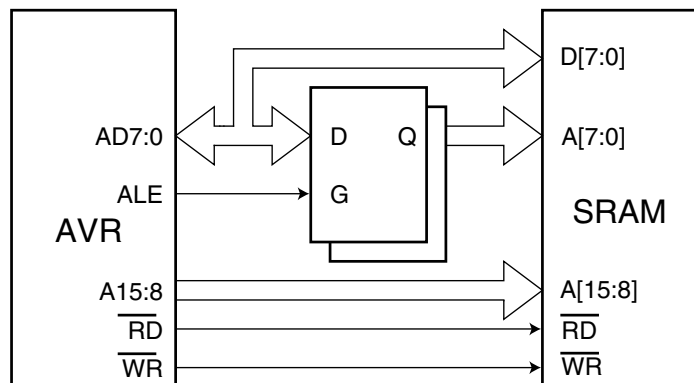 D[7:0]
AD7:0
D
Q
A[7:0]
ALE
G
AVR
SRAM
A15:8
A[15:8]
RD
RD
WR
WR